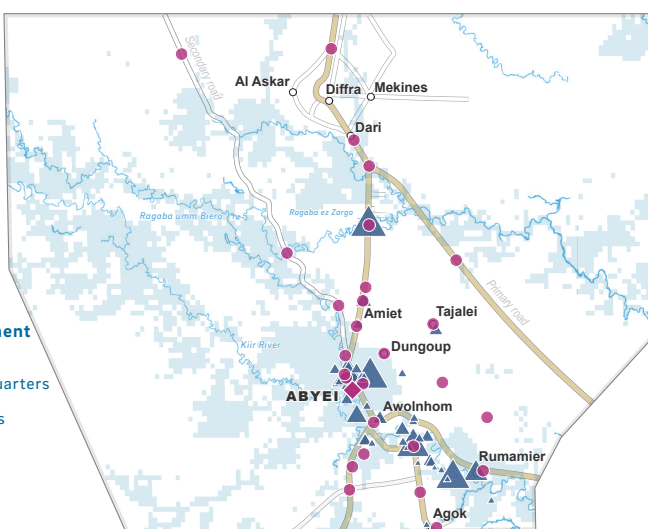 Secondary road
Al Askar
Diffra
Mekines
Dari
Ragaba umm Biero
Ragaba ez Zarga
Primary road
Amiet
Tajalei
ment
Kiir River
Dungoup
uarters
ABYEI
Awolnhom
s
Rumamier
Agok